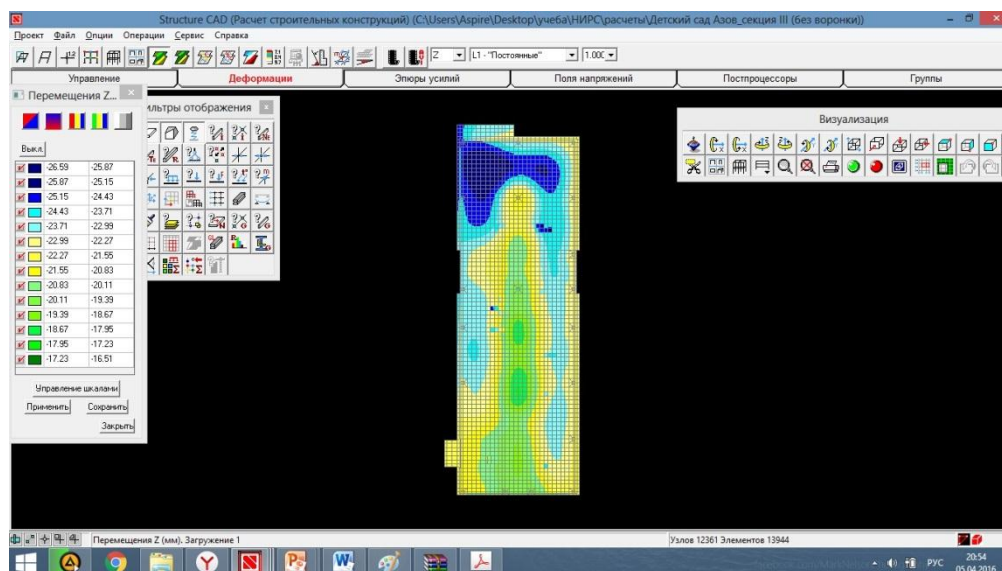 Structure CAD (Расчет строительных конструкций) (C:\Users\Aspire\Desktop\учеба\НИРС\расчеты\Детский сад Азов_секция III (без воронки))
Проект Файл Опции Операции Сервис Справка
Z L1 - "Постоянные" 1.00
Управление Деформации Эпюры усилий Поля напряжений Постпроцессоры Группы
Перемещения Z...
ильтры отображения
Визуализация
Выкл.
-26.59 -25.87
-25.87 -25.15
-25.15 -24.43
-24.43 -23.71
-23.71 -22.99
-22.99 -22.27
-22.27 -21.55
-21.55 -20.83
-20.83 -20.11
-20.11 -19.39
-19.39 -18.67
-18.67 -17.95
-17.95 -17.23
-17.23 -16.51
Управление шкалами
Применить Сохранить
Закрыть
Перемещения Z (мм). Загружение 1
Узлов 12361 Элементов 13944
РУС
20:54
05.04.2016